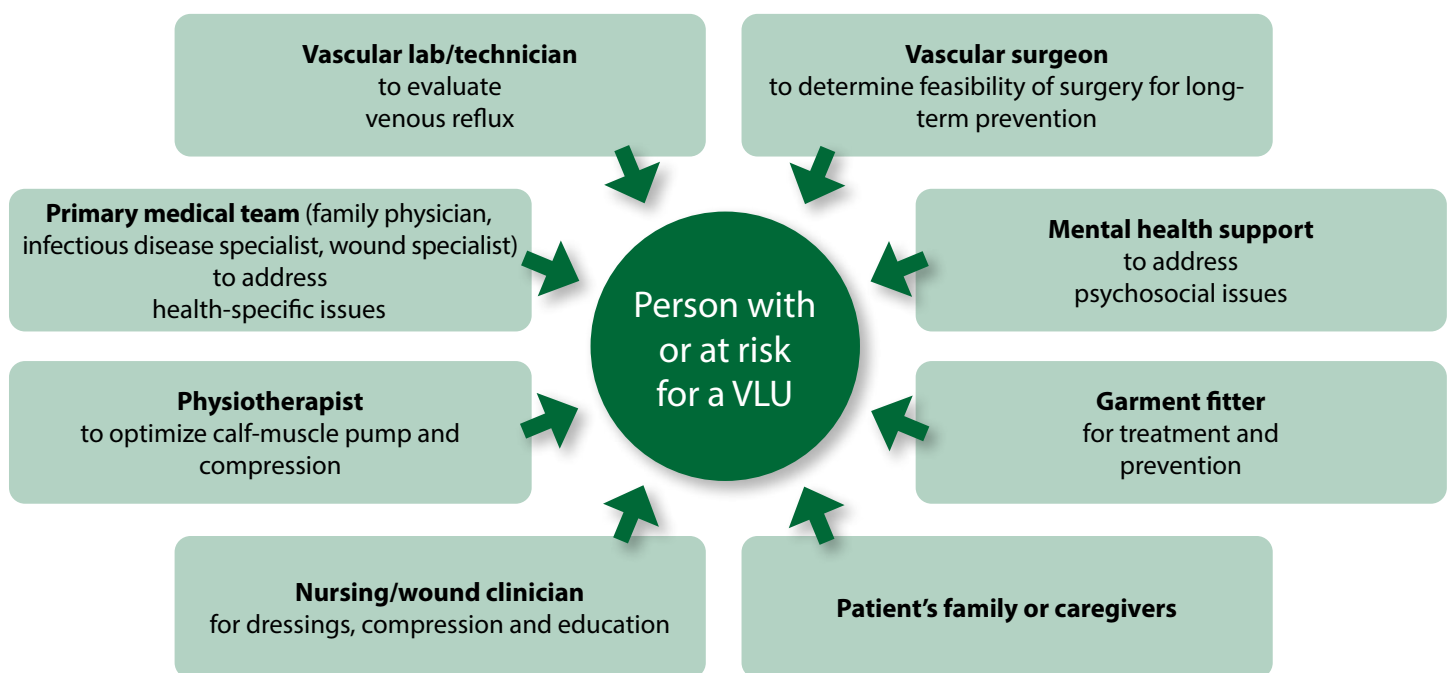 Vascular lab/technician
to evaluate
venous reflux
Vascular surgeon
to determine feasibility of surgery for long-
term prevention
Primary medical team (family physician,
infectious disease specialist, wound specialist)
to address
health-specific issues
Mental health support
to address
psychosocial issues
Person with
or at risk
for a VLU
Physiotherapist
to optimize calf-muscle pump and
compression
Garment fitter
for treatment and
prevention
Nursing/wound clinician
for dressings, compression and education
Patient’s family or caregivers